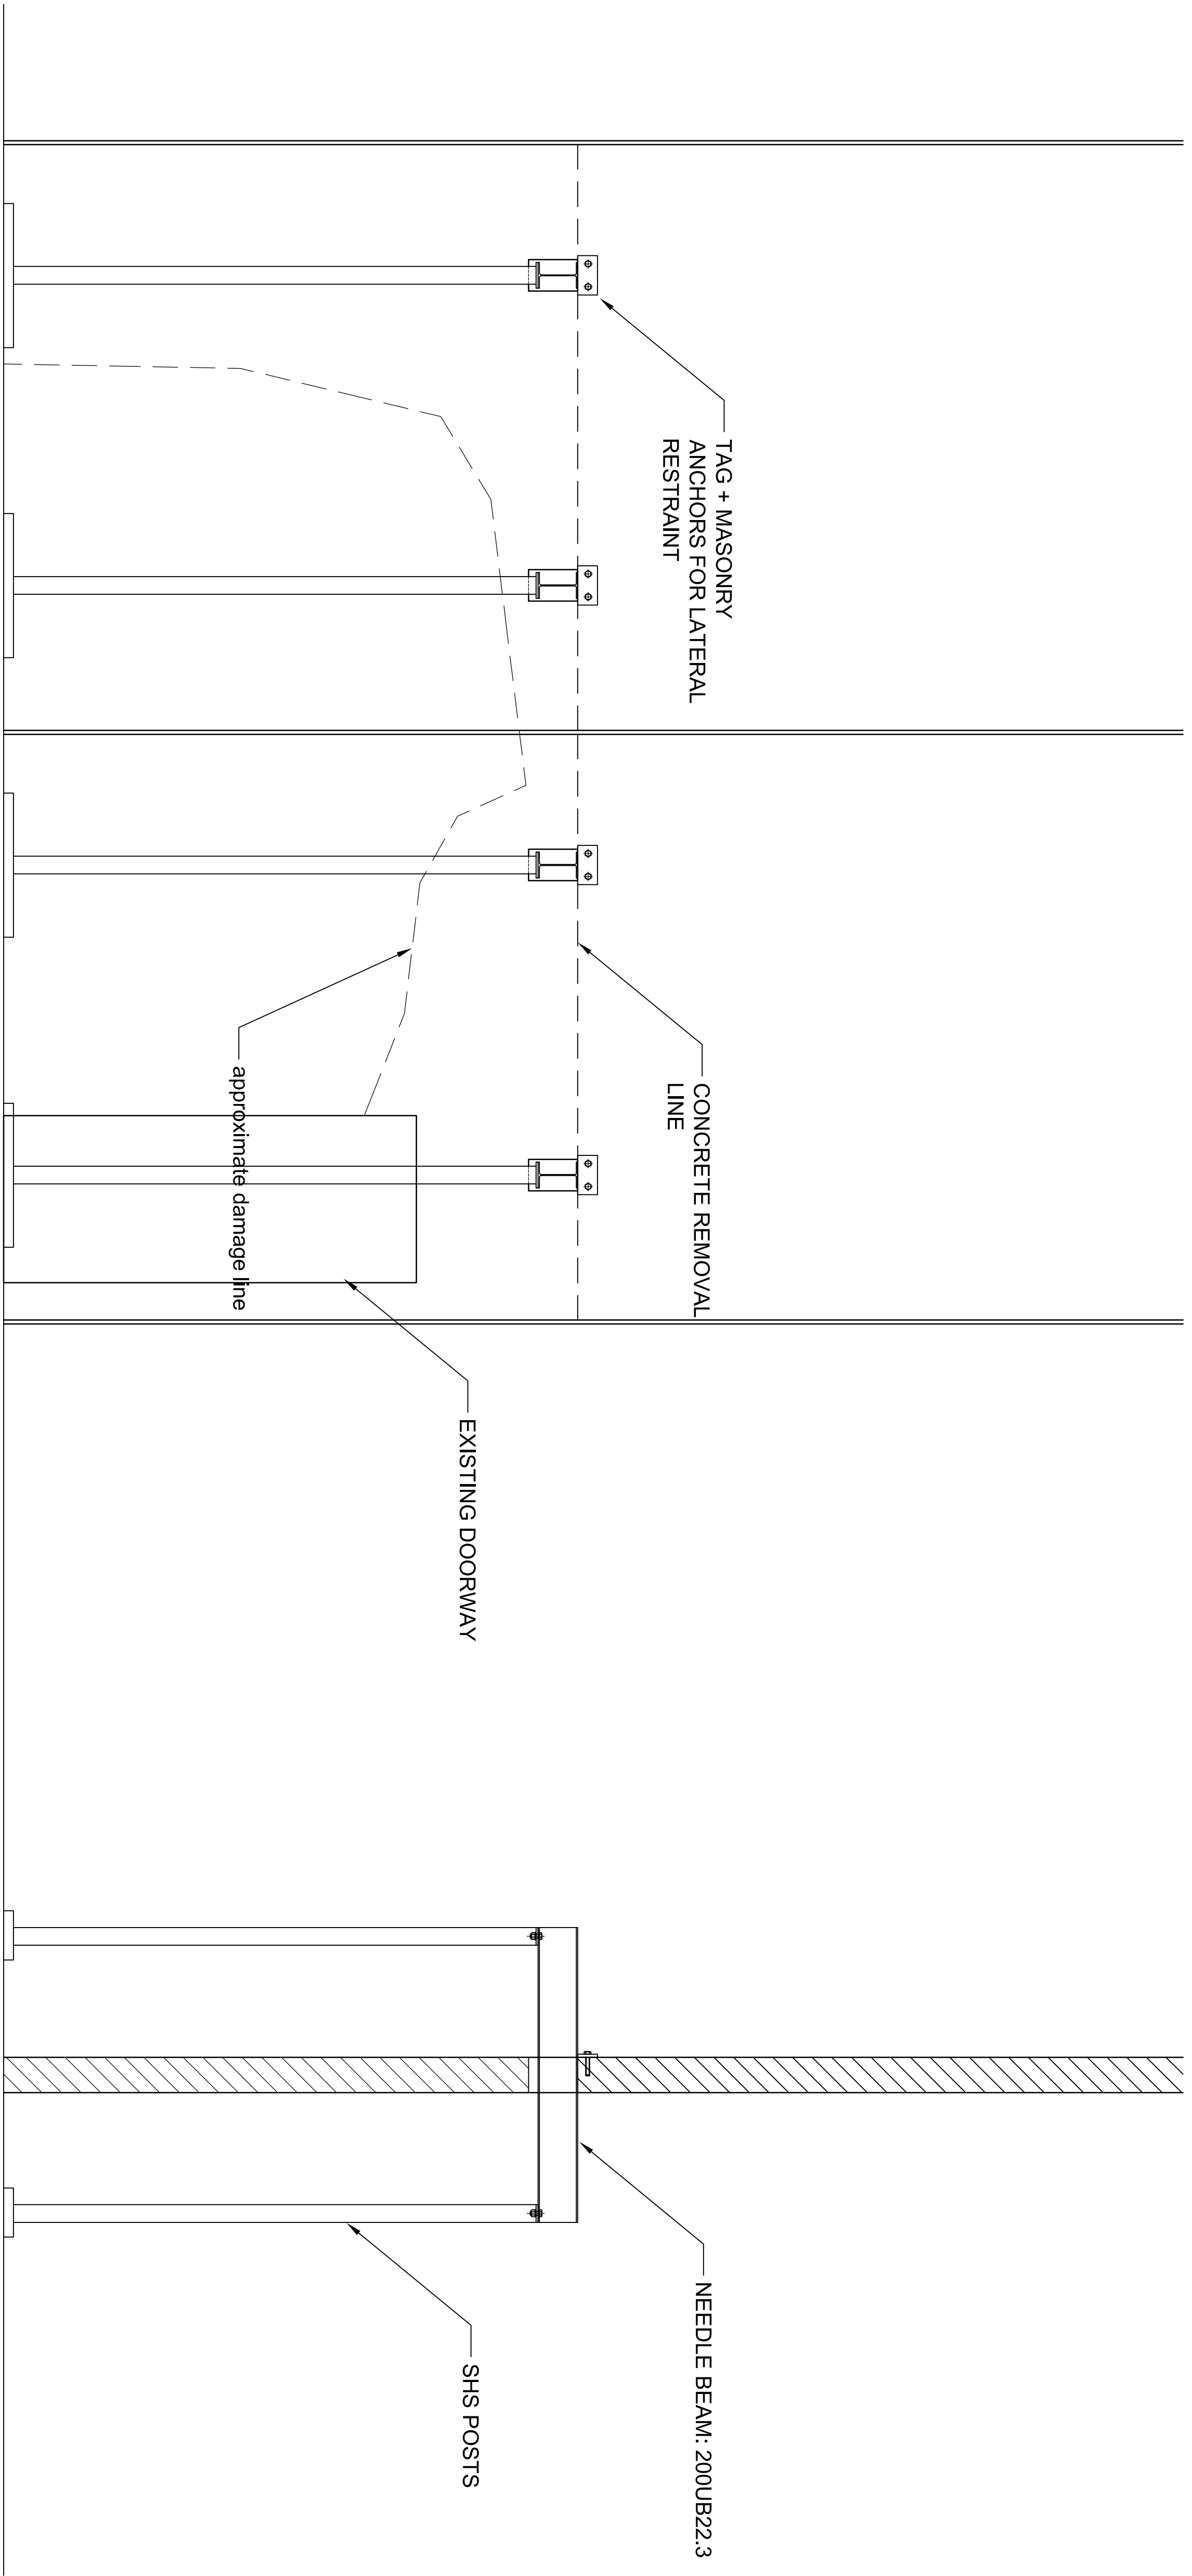 TAG + MASONRY
ANCHORS FOR LATERAL
RESTRAINT
CONCRETE REMOVAL
LINE
approximate damage line
EXISTING DOORWAY
NEEDLE BEAM: 200UB22.3
SHS POSTS